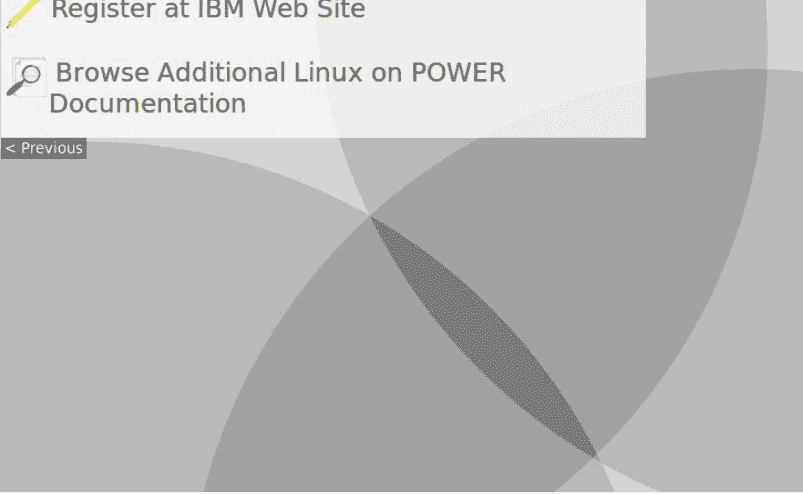 Register at IBM Web Site
Browse Additional Linux on POWER
Documentation
< Previous